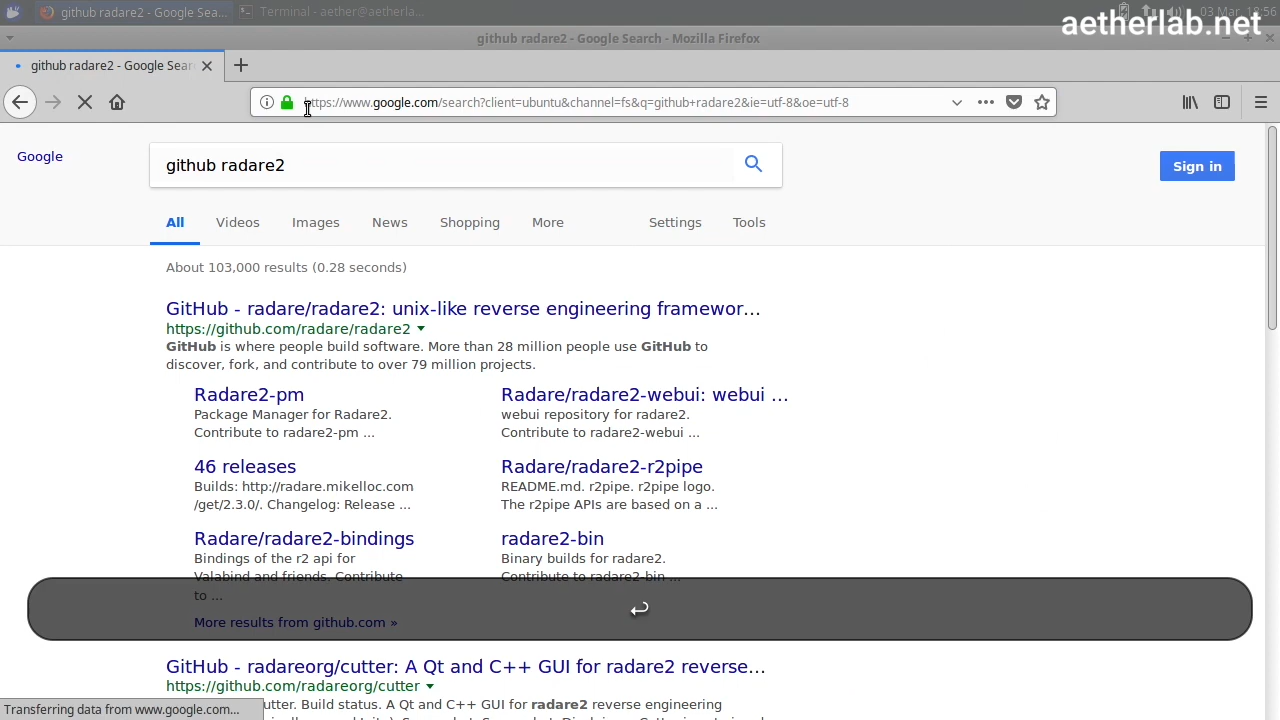 github radare2 - Google Sea...
Terminal - aether@aetherla...
03 Mar, 18:56
aetherlab.net
github radare2 - Google Search - Mozilla Firefox
github radare2 - Google Sear
https://www.google.com/search?client=ubuntu&channel=fs&q=github+radare2&ie=utf-8&oe=utf-8
Google
github radare2
Sign in
All
Videos
Images
News
Shopping
More
Settings
Tools
About 103,000 results (0.28 seconds)
GitHub - radare/radare2: unix-like reverse engineering framewor...
https://github.com/radare/radare2
GitHub is where people build software. More than 28 million people use GitHub to
discover, fork, and contribute to over 79 million projects.
Radare2-pm
Package Manager for Radare2.
Contribute to radare2-pm ...
Radare/radare2-webui: webui ...
webui repository for radare2.
Contribute to radare2-webui ...
46 releases
Builds: http://radare.mikelloc.com
/get/2.3.0/. Changelog: Release ...
Radare/radare2-r2pipe
README.md. r2pipe. r2pipe logo.
The r2pipe APIs are based on a ...
Radare/radare2-bindings
Bindings of the r2 api for
Valabind and friends. Contribute
to ...
radare2-bin
Binary builds for radare2.
Contribute to radare2-bin ...
More results from github.com »
GitHub - radareorg/cutter: A Qt and C++ GUI for radare2 reverse...
https://github.com/radareorg/cutter
utter. Build status. A Qt and C++ GUI for radare2 reverse engineering
Transferring data from www.google.com...